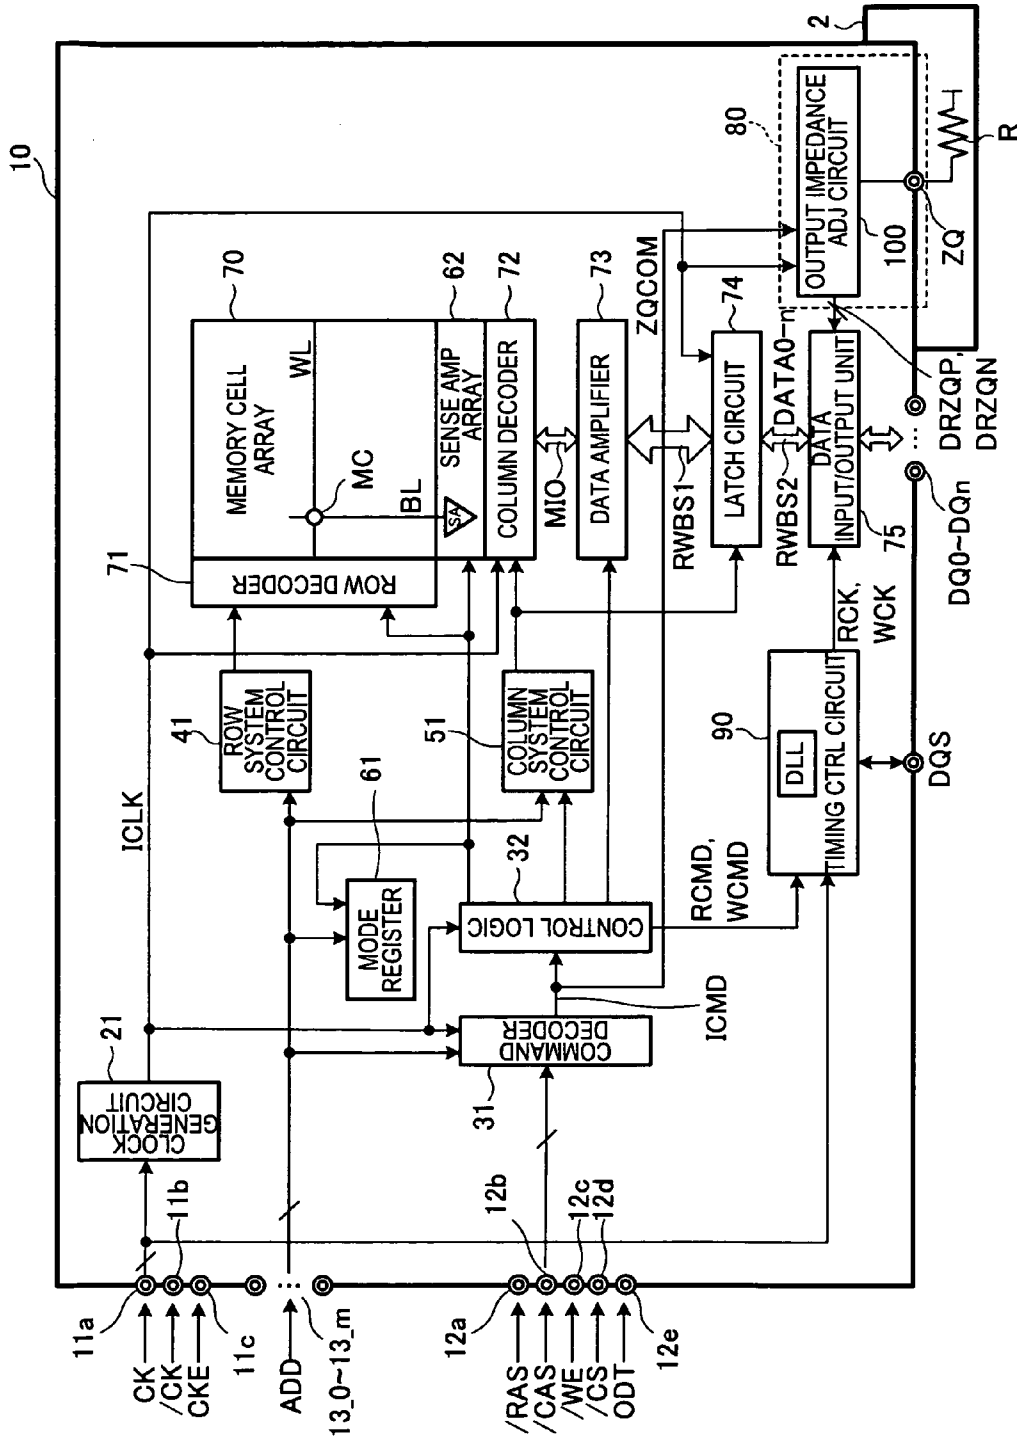 10
2
CK
/CK
CKE
11a
11b
11c
ADD
13_0~13_m
/RAS
/CAS
/WE
/CS
ODT
12a
12b
12c
12d
12e
21
CLOCK
GENERATION
CIRCUIT
ICLK
31
COMMAND
DECODER
ICMD
32
CONTROL LOGIC
61
MODE
REGISTER
41
ROW
SYSTEM
CONTROL
CIRCUIT
51
COLUMN
SYSTEM
CONTROL
CIRCUIT
RCMD,
WCMD
90
DLL
TIMING CTRL CIRCUIT
DQS
RCK,
WCK
71
ROW DECODER
70
MEMORY CELL
ARRAY
WL
MC
BL
62
SENSE AMP
ARRAY
SA
72
COLUMN DECODER
MIO
73
DATA AMPLIFIER
RWBS1
ZQCOM
74
LATCH CIRCUIT
RWBS2
DATA0-n
DATA
INPUT/OUTPUT UNIT
75
DQ0~DQn
DRZQP,
DRZQN
80
OUTPUT IMPEDANCE
ADJ CIRCUIT
100
ZQ
R